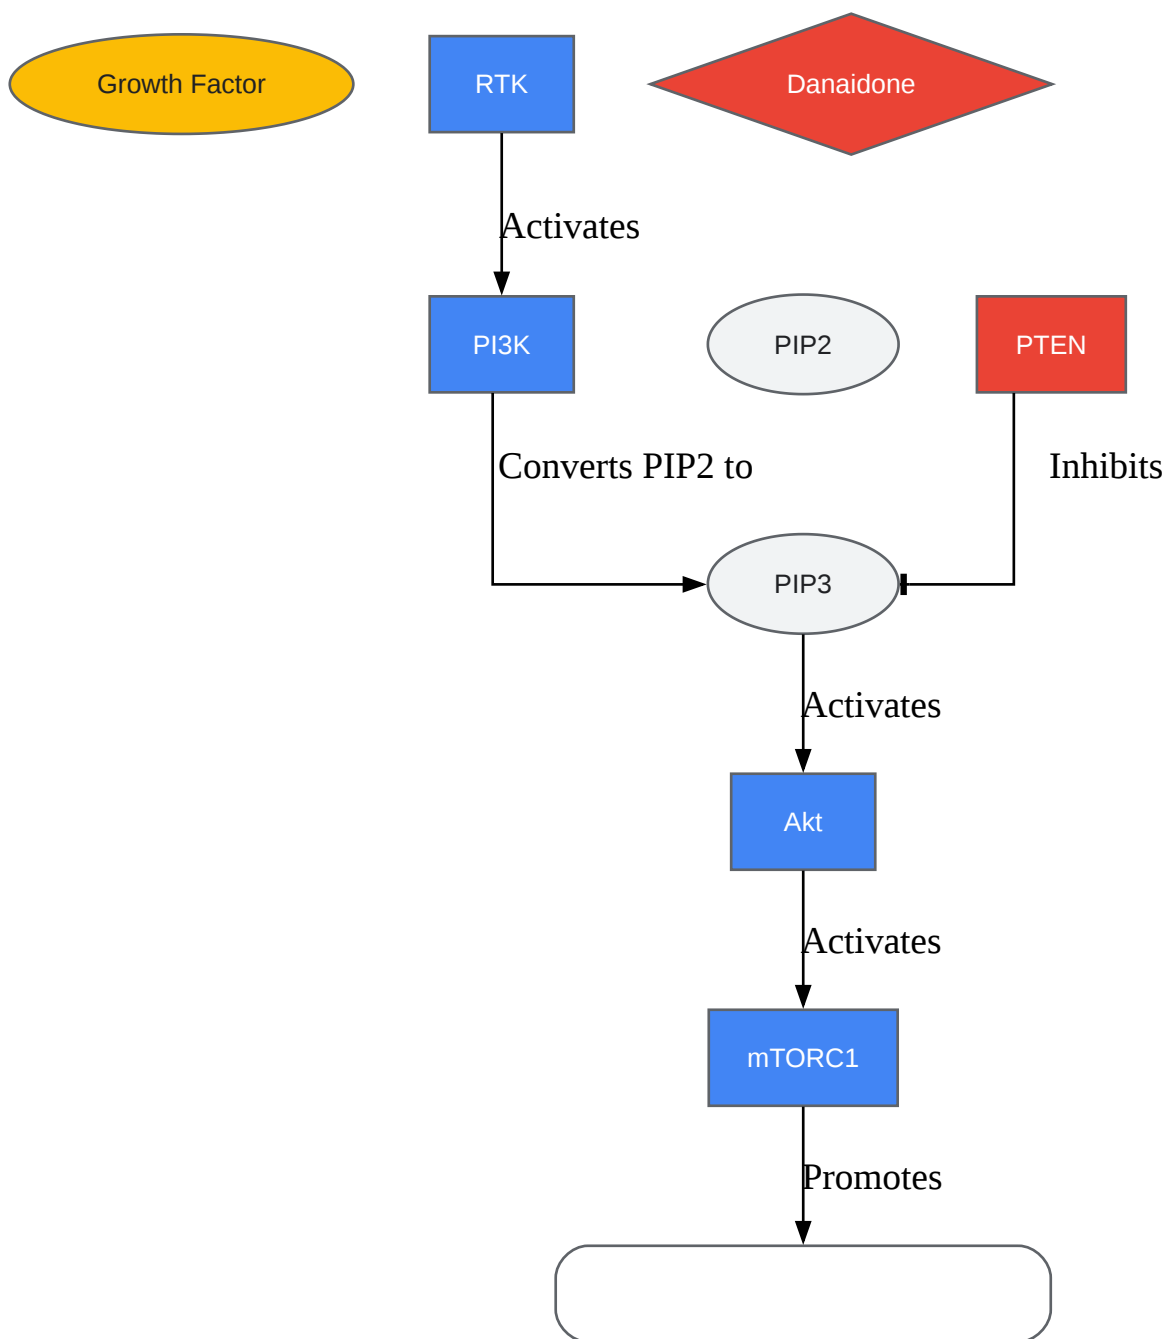 Growth Factor
RTK
Danaidone
Activates
PI3K
PIP2
PTEN
Converts PIP2 to
Inhibits
PIP3
Activates
Akt
Activates
mTORC1
Promotes